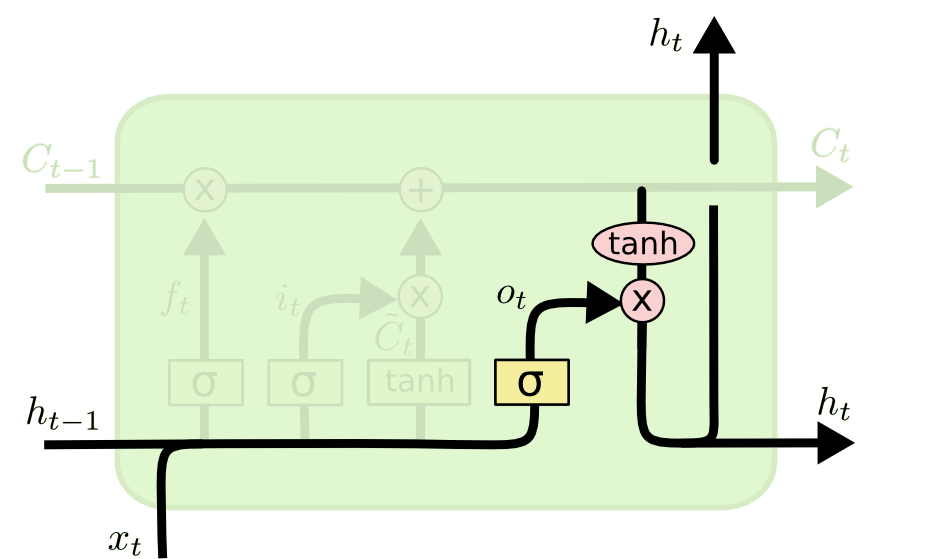 h_t
C_{t-1}
C_t
x
+
tanh
f_t
i_t
x
o_t
x
C̃_t
σ
σ
tanh
σ
h_{t-1}
h_t
x_t